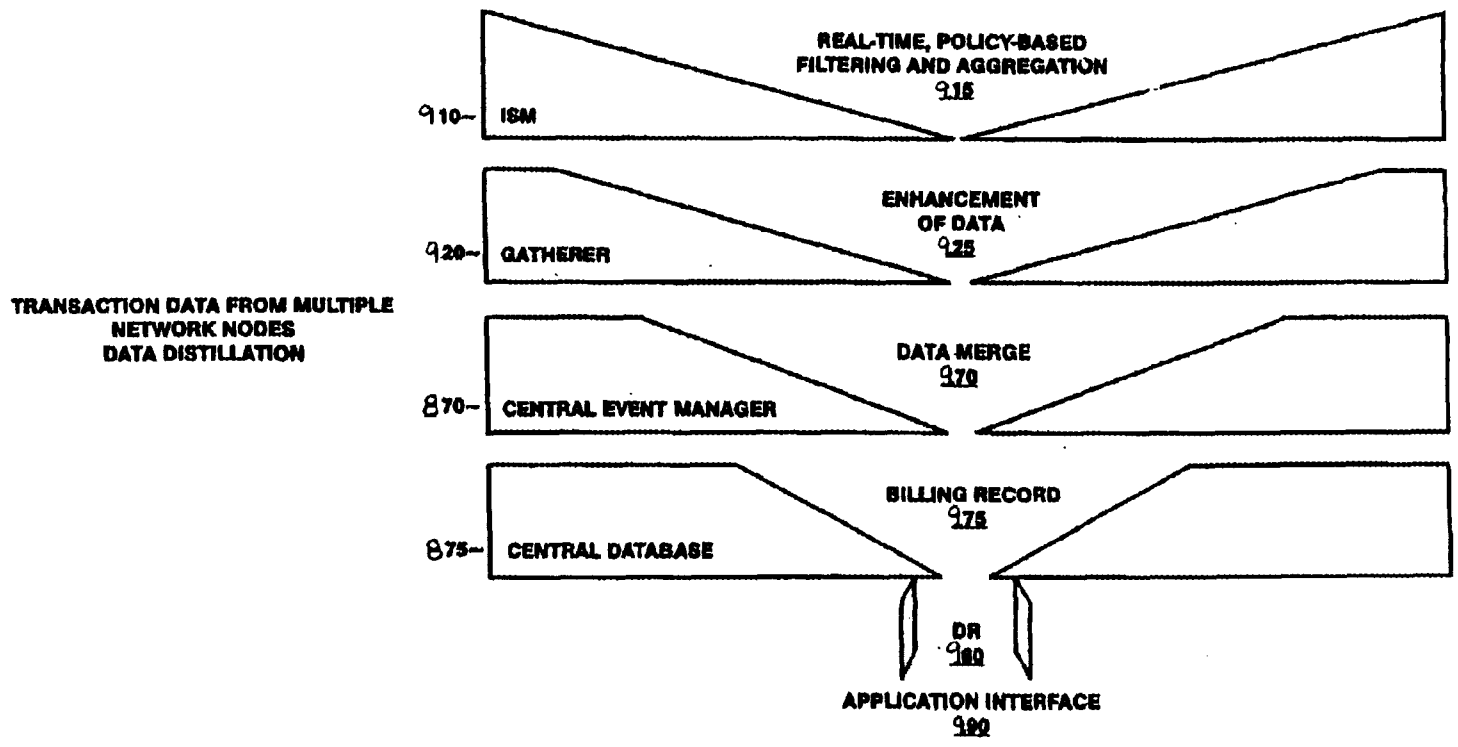 REAL-TIME, POLICY-BASED
FILTERING AND AGGREGATION
915
910~ ISM
ENHANCEMENT
OF DATA
925
920~ GATHERER
TRANSACTION DATA FROM MULTIPLE
NETWORK NODES
DATA DISTILLATION
DATA MERGE
970
870~ CENTRAL EVENT MANAGER
BILLING RECORD
975
875~ CENTRAL DATABASE
DR
980
APPLICATION INTERFACE
990